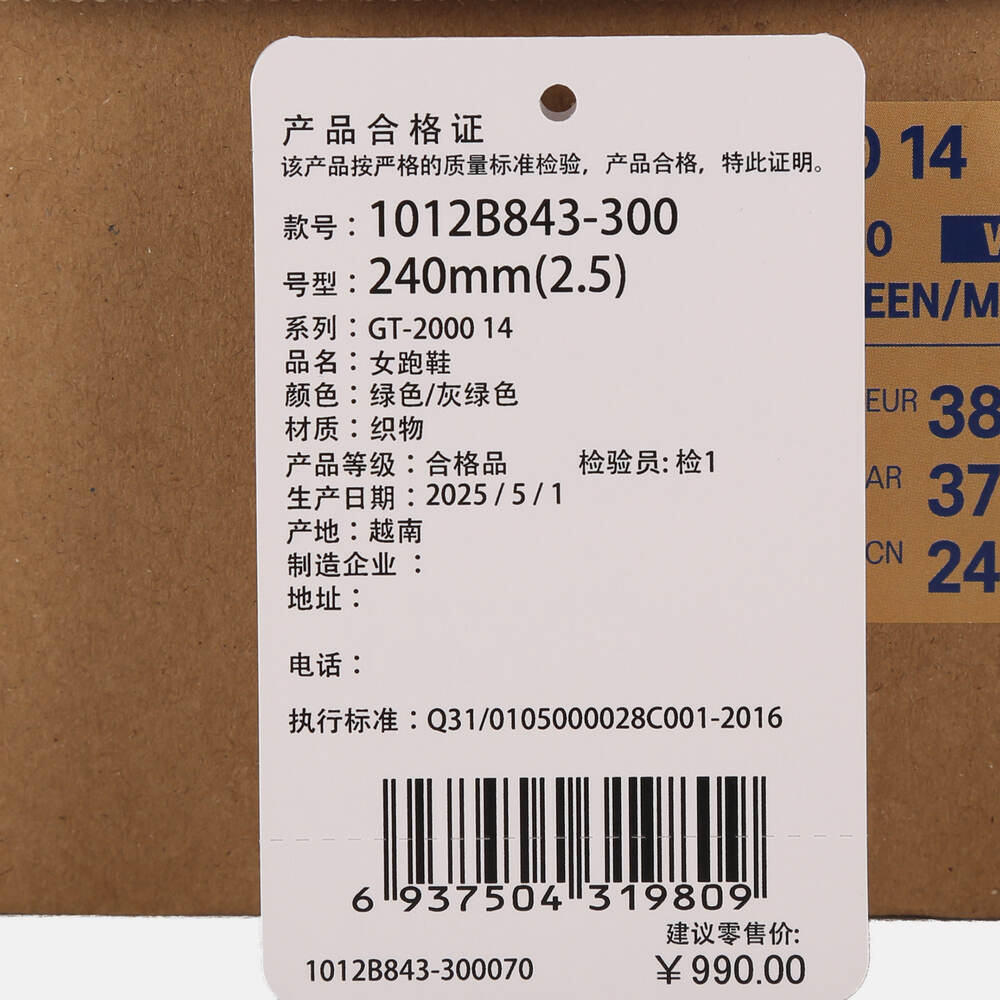 产品合格证
该产品按严格的质量标准检验，产品合格，特此证明。
款号：1012B843-300
号型：240mm(2.5)
系列：GT-2000 14
品名：女跑鞋
颜色：绿色/灰绿色
材质：织物
产品等级：合格品 检验员:检1
生产日期：2025/5/1
产地：越南
制造企业：
地址：
电话：
执行标准：Q31/0105000028C001-2016
6 937504 319809
建议零售价:
1012B843-300070 ￥990.00
14
0
EEN/M
EUR 38
AR 37
CN 24